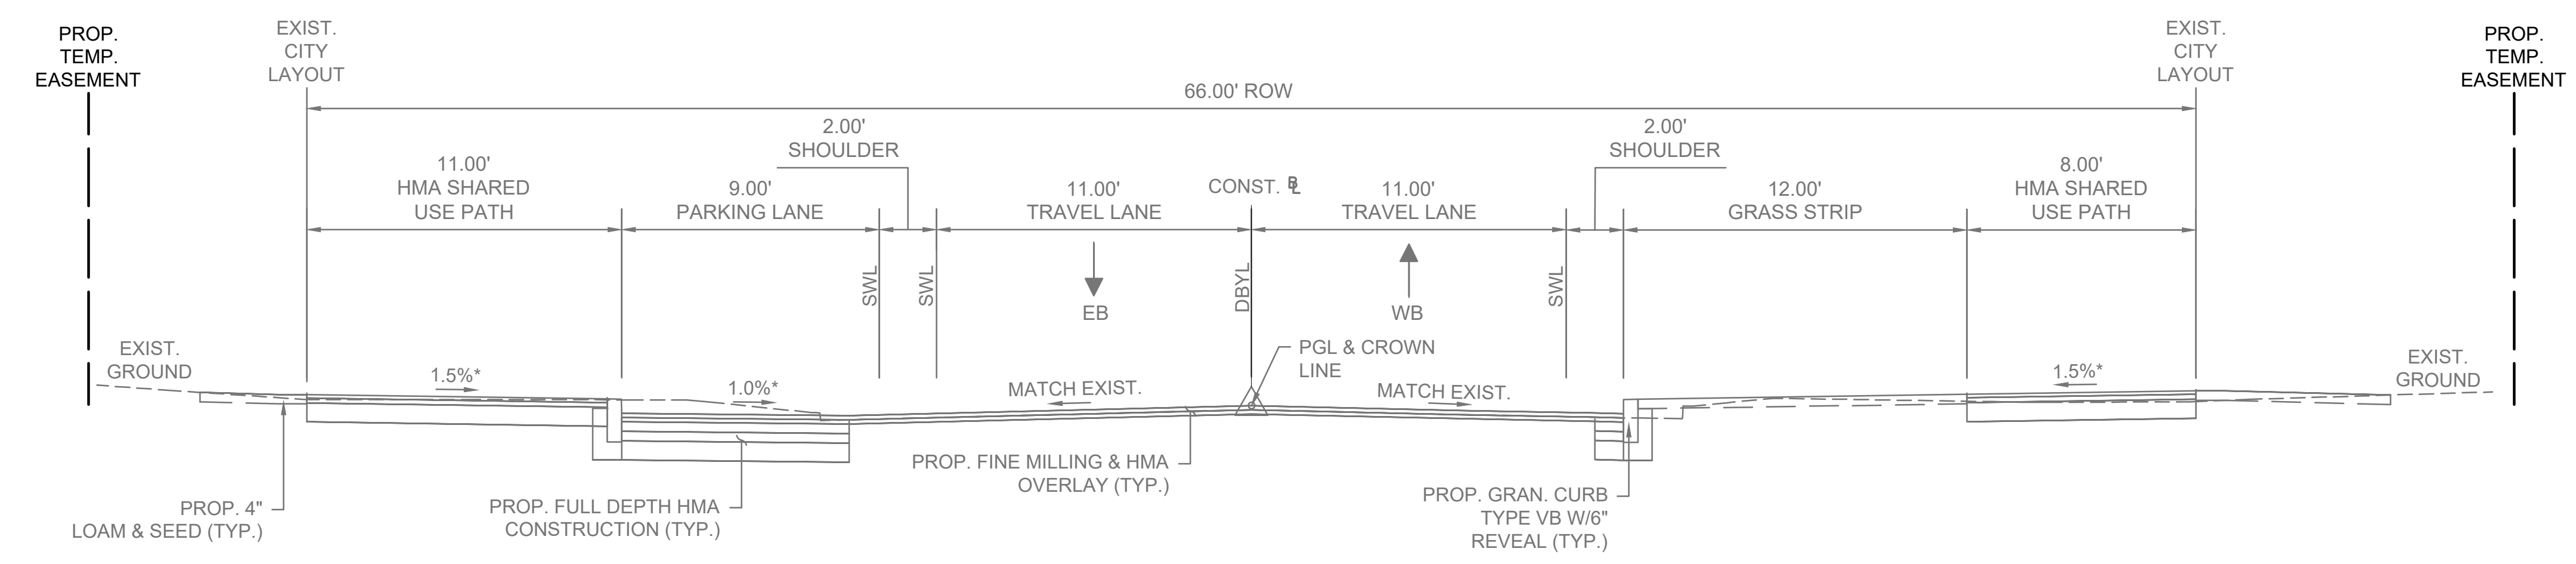 PROP.
TEMP.
EASEMENT
EXIST.
CITY
LAYOUT
EXIST.
CITY
LAYOUT
PROP.
TEMP.
EASEMENT
66.00' ROW
2.00'
SHOULDER
2.00'
SHOULDER
11.00'
HMA SHARED
USE PATH
9.00'
PARKING LANE
11.00'
TRAVEL LANE
CONST. BL
11.00'
TRAVEL LANE
12.00'
GRASS STRIP
8.00'
HMA SHARED
USE PATH
SWL
SWL
DBYL
SWL
EB
WB
PGL & CROWN
LINE
EXIST.
GROUND
1.5%*
1.0%*
MATCH EXIST.
MATCH EXIST.
1.5%*
EXIST.
GROUND
PROP. 4"
LOAM & SEED (TYP.)
PROP. FULL DEPTH HMA
CONSTRUCTION (TYP.)
PROP. FINE MILLING & HMA
OVERLAY (TYP.)
PROP. GRAN. CURB
TYPE VB W/6"
REVEAL (TYP.)